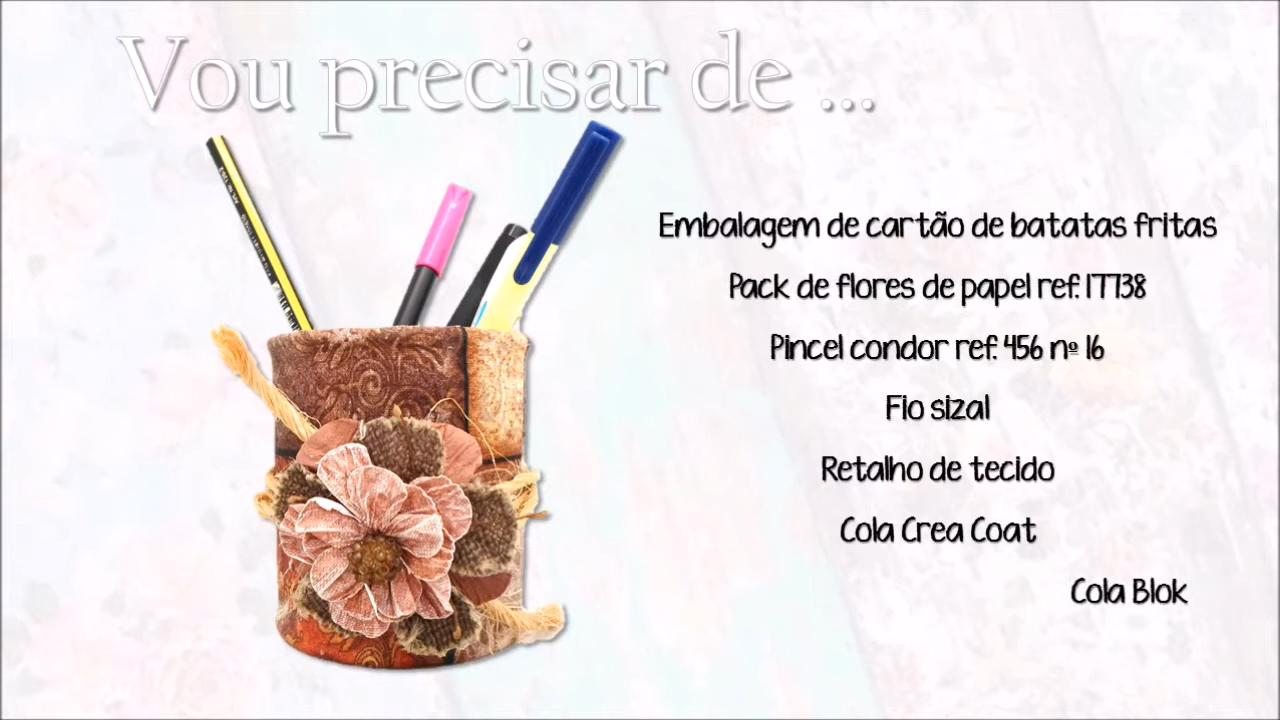 Vou precisar de ...
Embalagem de cartão de batatas fritas
Pack de flores de papel ref. 17738
Pincel condor ref. 456 nº 16
Fio sizal
Retalho de tecido
Cola Crea Coat
Cola Blok